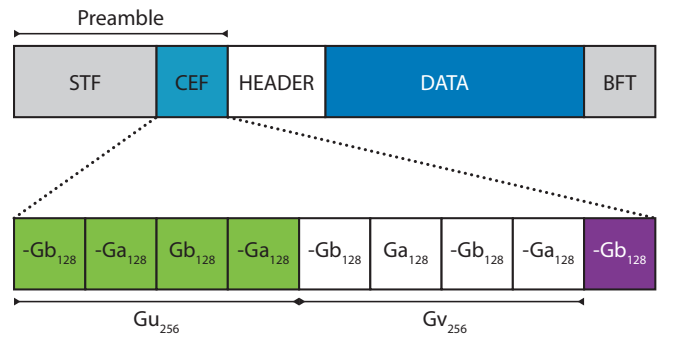 Preamble
STF CEF HEADER DATA BFT
-Gb₁₂₈ -Ga₁₂₈ Gb₁₂₈ -Ga₁₂₈ -Gb₁₂₈ Ga₁₂₈ -Gb₁₂₈ -Ga₁₂₈ -Gb₁₂₈
Gu₂₅₆ Gv₂₅₆